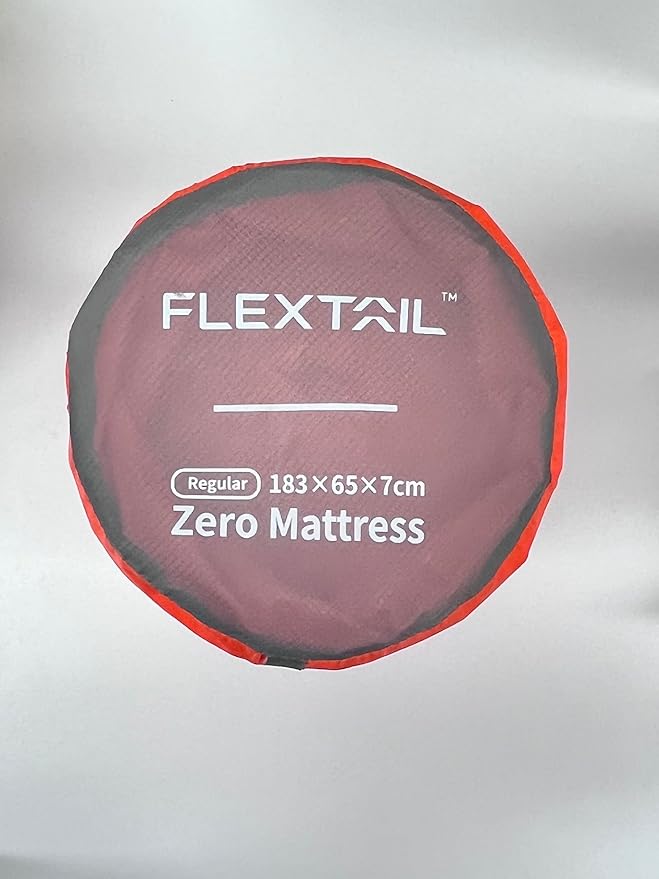 FLEXTAIL™
Regular 183×65×7cm
Zero Mattress